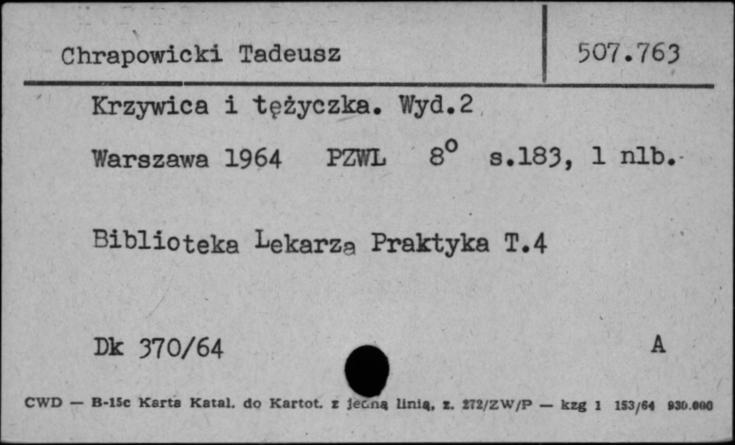 Chrapowicki Tadeusz 507.763
Krzywica i tężyczka. Wyd.2
Warszawa 1964 PZWL 8° s.183, 1 nlb.
Biblioteka Lekarza Praktyka T.4
Dk 370/64 A
CWD — B-15c Karta Katal. do Kartot. z jedną linią, z. 272/ZW/P — kzg 1 153/64 930.000